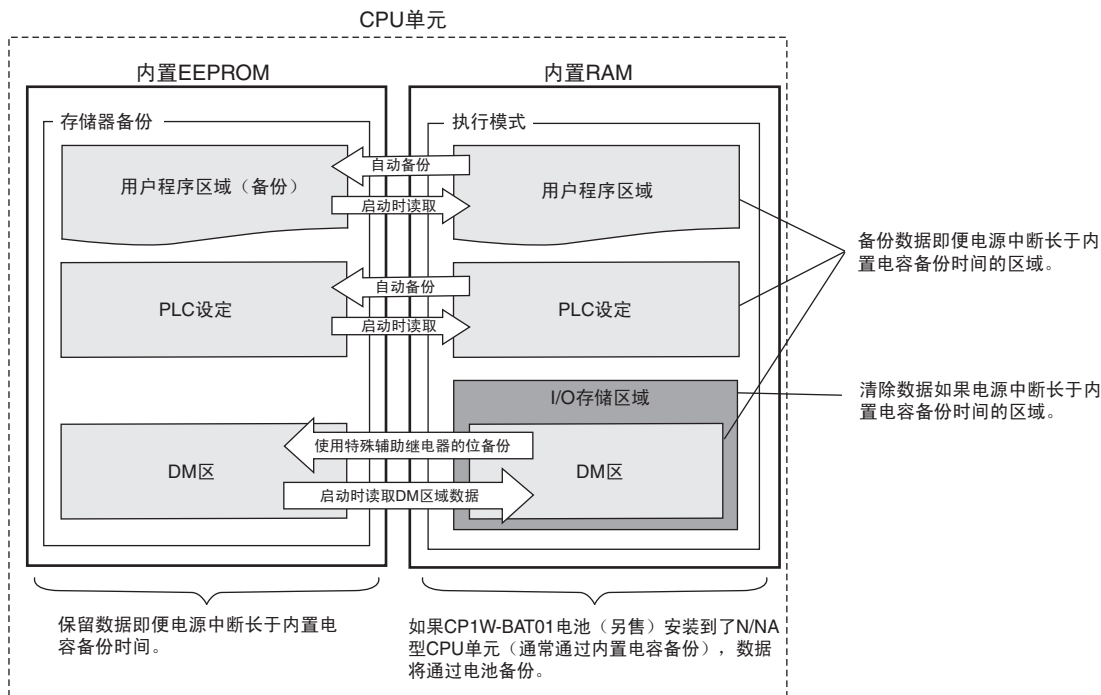 CPU单元
内置EEPROM
内置RAM
存储器备份
执行模式
用户程序区域（备份）
自动备份
启动时读取
用户程序区域
PLC设定
自动备份
启动时读取
PLC设定
I/O存储区域
DM区
使用特殊辅助继电器的位备份
启动时读取DM区域数据
DM区
备份数据即便电源中断长于内
置电容备份时间的区域。
清除数据如果电源中断长于内
置电容备份时间的区域。
保留数据即便电源中断长于内置电
容备份时间。
如果CP1W-BAT01电池（另售）安装到了N/NA
型CPU单元（通常通过内置电容备份），数据
将通过电池备份。